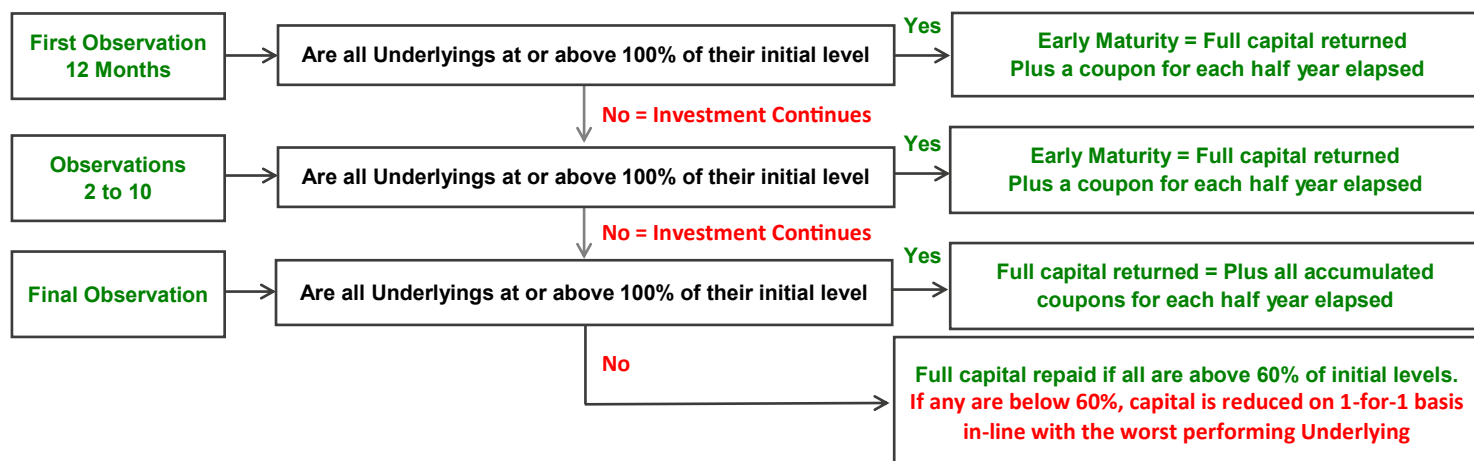 First Observation
12 Months
Are all Underlyings at or above 100% of their initial level
Yes
Early Maturity = Full capital returned
Plus a coupon for each half year elapsed
No = Investment Continues
Observations
2 to 10
Are all Underlyings at or above 100% of their initial level
Yes
Early Maturity = Full capital returned
Plus a coupon for each half year elapsed
No = Investment Continues
Final Observation
Are all Underlyings at or above 100% of their initial level
Yes
Full capital returned = Plus all accumulated
coupons for each half year elapsed
No
Full capital repaid if all are above 60% of initial levels.
If any are below 60%, capital is reduced on 1-for-1 basis
in-line with the worst performing Underlying